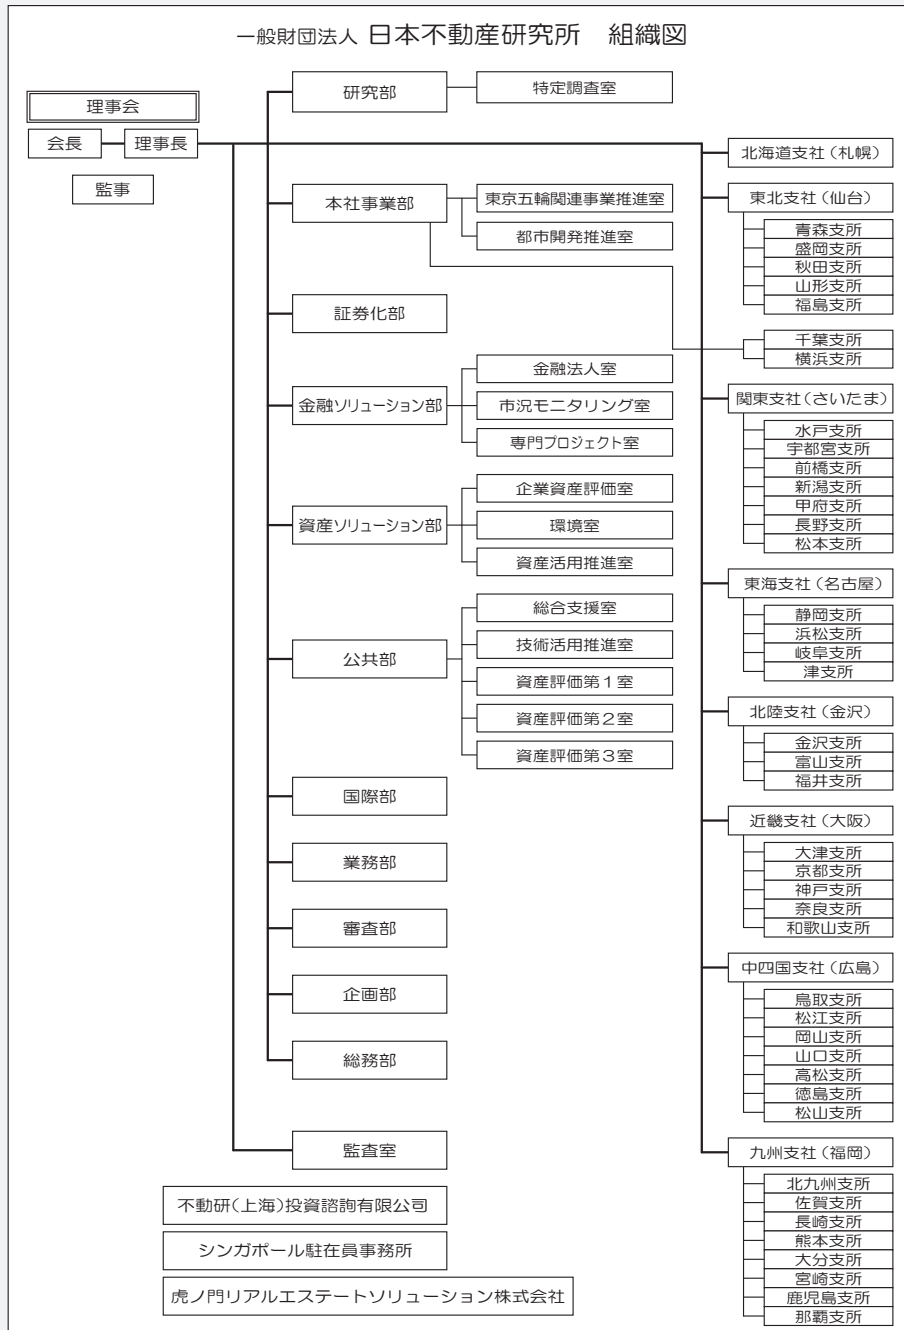 一般財団法人 日本不動産研究所　組織図
理事会
会長
理事長
監事
研究部
特定調査室
本社事業部
東京五輪関連事業推進室
都市開発推進室
証券化部
金融ソリューション部
金融法人室
市況モニタリング室
専門プロジェクト室
資産ソリューション部
企業資産評価室
環境室
資産活用推進室
公共部
総合支援室
技術活用推進室
資産評価第1室
資産評価第2室
資産評価第3室
国際部
業務部
審査部
企画部
総務部
監査室
不動研(上海)投資諮詢有限公司
シンガポール駐在員事務所
虎ノ門リアルエステートソリューション株式会社
北海道支社(札幌)
東北支社(仙台)
青森支所
盛岡支所
秋田支所
山形支所
福島支所
千葉支所
横浜支所
関東支社(さいたま)
水戸支所
宇都宮支所
前橋支所
新潟支所
甲府支所
長野支所
松本支所
東海支社(名古屋)
静岡支所
浜松支所
岐阜支所
津支所
北陸支社(金沢)
金沢支所
富山支所
福井支所
近畿支社(大阪)
大津支所
京都支所
神戸支所
奈良支所
和歌山支所
中四国支社(広島)
鳥取支所
松江支所
岡山支所
山口支所
高松支所
徳島支所
松山支所
九州支社(福岡)
北九州支所
佐賀支所
長崎支所
熊本支所
大分支所
宮崎支所
鹿児島支所
那覇支所